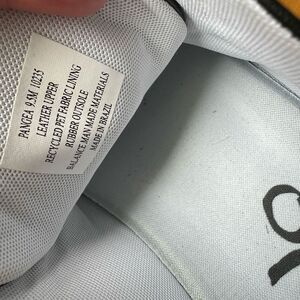 PANGEA 9.5M 10235
LEATHER UPPER
RECYCLED PET FABRIC LINING
RUBBER OUTSOLE
BALANCE MAN MADE MATERIALS
MADE IN BRAZIL